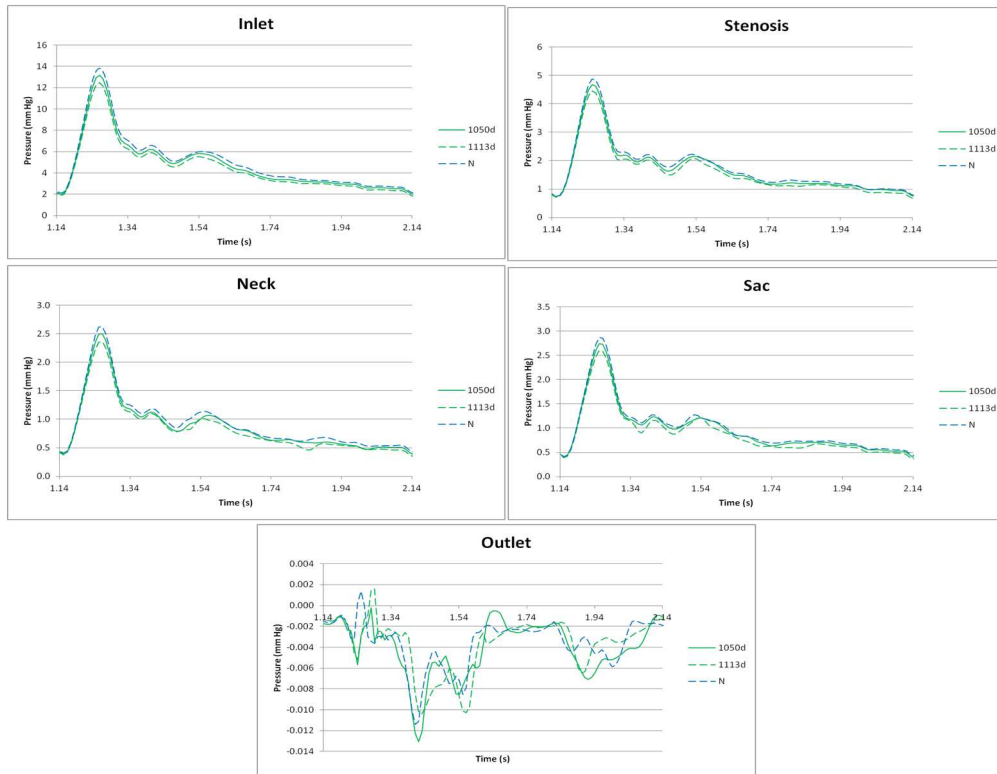 Inlet
Pressure (mm Hg)
16
14
12
10
8
6
4
2
0
1.14 1.34 1.54 1.74 1.94 2.14
Time (s)
1050d
1113d
N
Stenosis
Pressure (mm Hg)
6
5
4
3
2
1
0
1.14 1.34 1.54 1.74 1.94 2.14
Time (s)
1050d
1113d
N
Neck
Pressure (mm Hg)
3.0
2.5
2.0
1.5
1.0
0.5
0.0
1.14 1.34 1.54 1.74 1.94 2.14
Time (s)
1050d
1113d
N
Sac
Pressure (mm Hg)
3.5
3.0
2.5
2.0
1.5
1.0
0.5
0.0
1.14 1.34 1.54 1.74 1.94 2.14
Time (s)
1050d
1113d
N
Outlet
Pressure (mm Hg)
0.004
0.002
0.000
1.14 1.34 1.54 1.74 1.94 2.14
-0.002
-0.004
-0.006
-0.008
-0.010
-0.012
-0.014
Time (s)
1050d
1113d
N